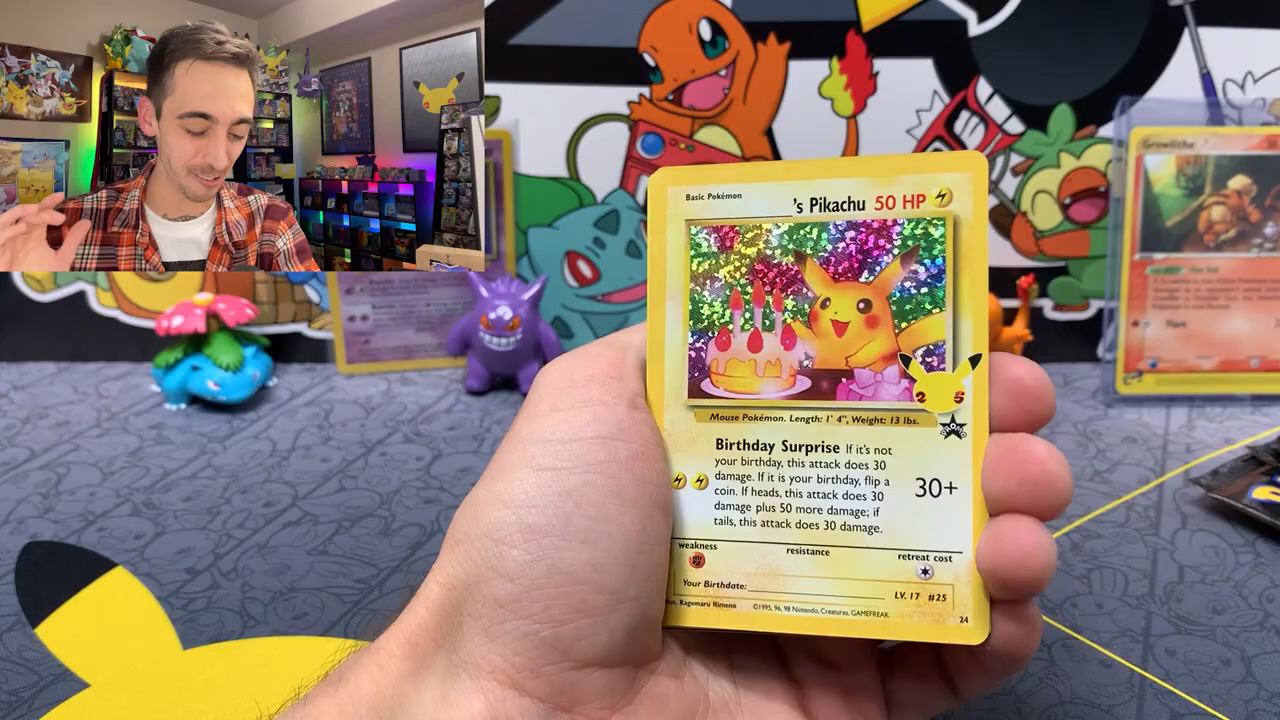 Basic Pokémon
's Pikachu 50 HP
25
Mouse Pokémon. Length: 1' 4", Weight: 13 lbs.
PROMO
Birthday Surprise If it's not
your birthday, this attack does 30
damage. If it is your birthday, flip a
coin. If heads, this attack does 30
damage plus 50 more damage; if
tails, this attack does 30 damage.
30+
weakness
resistance
retreat cost
Your Birthdate:
LV. 17 #25
Illus. Kagemaru Himeno
©1995, 96, 98 Nintendo, Creatures, GAMEFREAK.
24
Growlithe